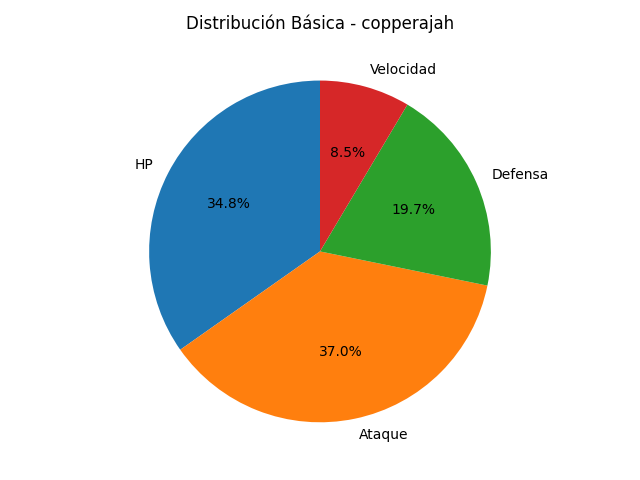 Distribución Básica - copperajah
Velocidad
HP
8.5%
Defensa
34.8%
19.7%
37.0%
Ataque